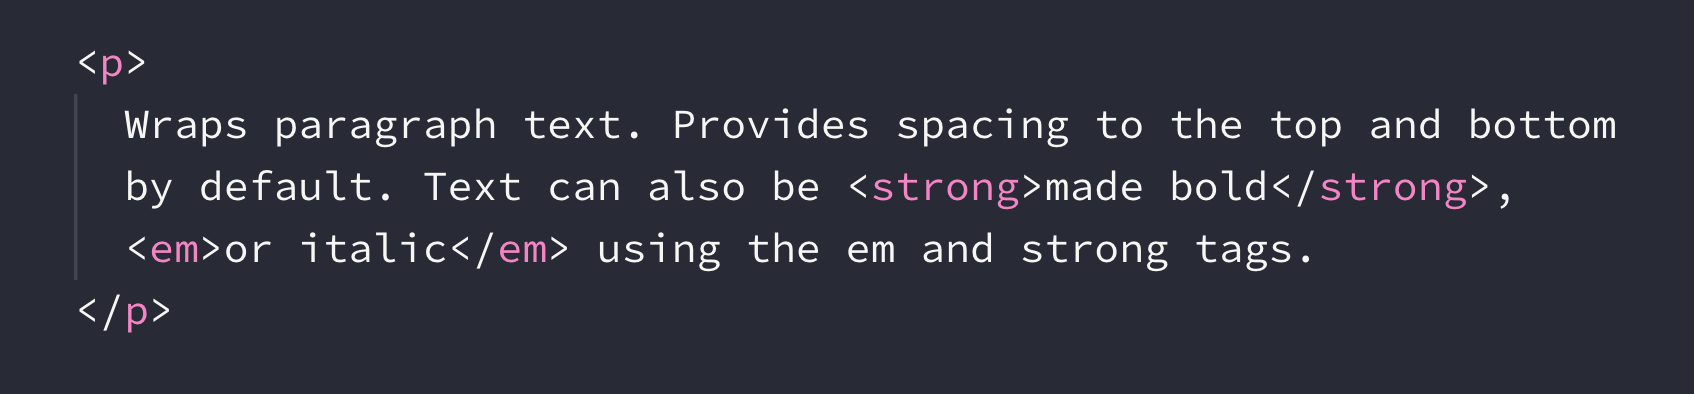 <p>
Wraps paragraph text. Provides spacing to the top and bottom
by default. Text can also be <strong>made bold</strong>,
<em>or italic</em> using the em and strong tags.
</p>